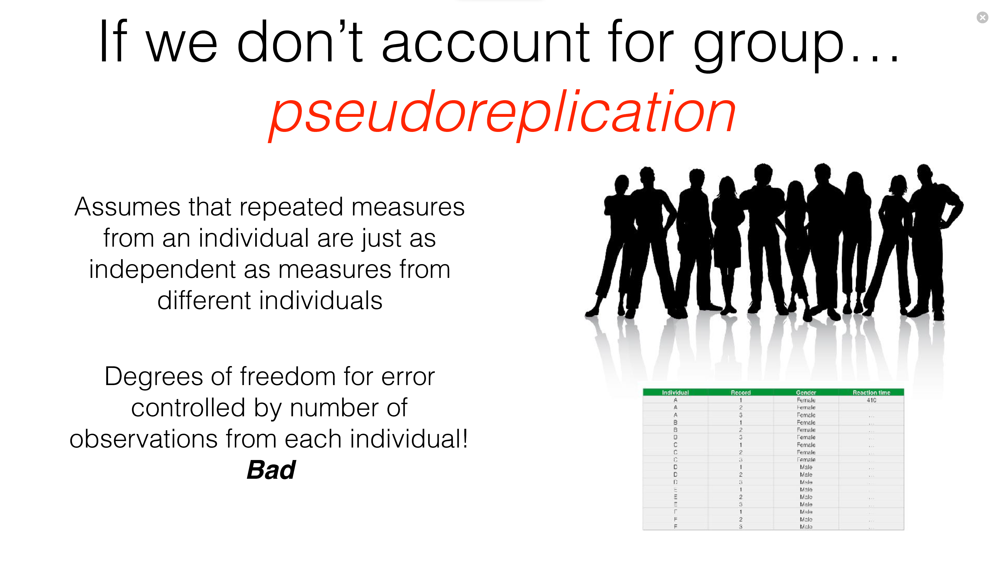 If we don’t account for group…
pseudoreplication
Assumes that repeated measures
from an individual are just as
independent as measures from
different individuals
Degrees of freedom for error
controlled by number of
observations from each individual!
Bad
Individual Record Gender Reaction time
A 1 Female 410
A 2 Female
A 3 Female ...
B 1 Female ...
B 2 Female ...
B 3 Female ...
C 1 Female ...
C 2 Female ...
C 3 Female ...
D 1 Male ...
D 2 Male ...
D 3 Male
E 1 Male
E 2 Male ...
E 3 Male ...
F 1 Male
F 2 Male ...
F 3 Male ...